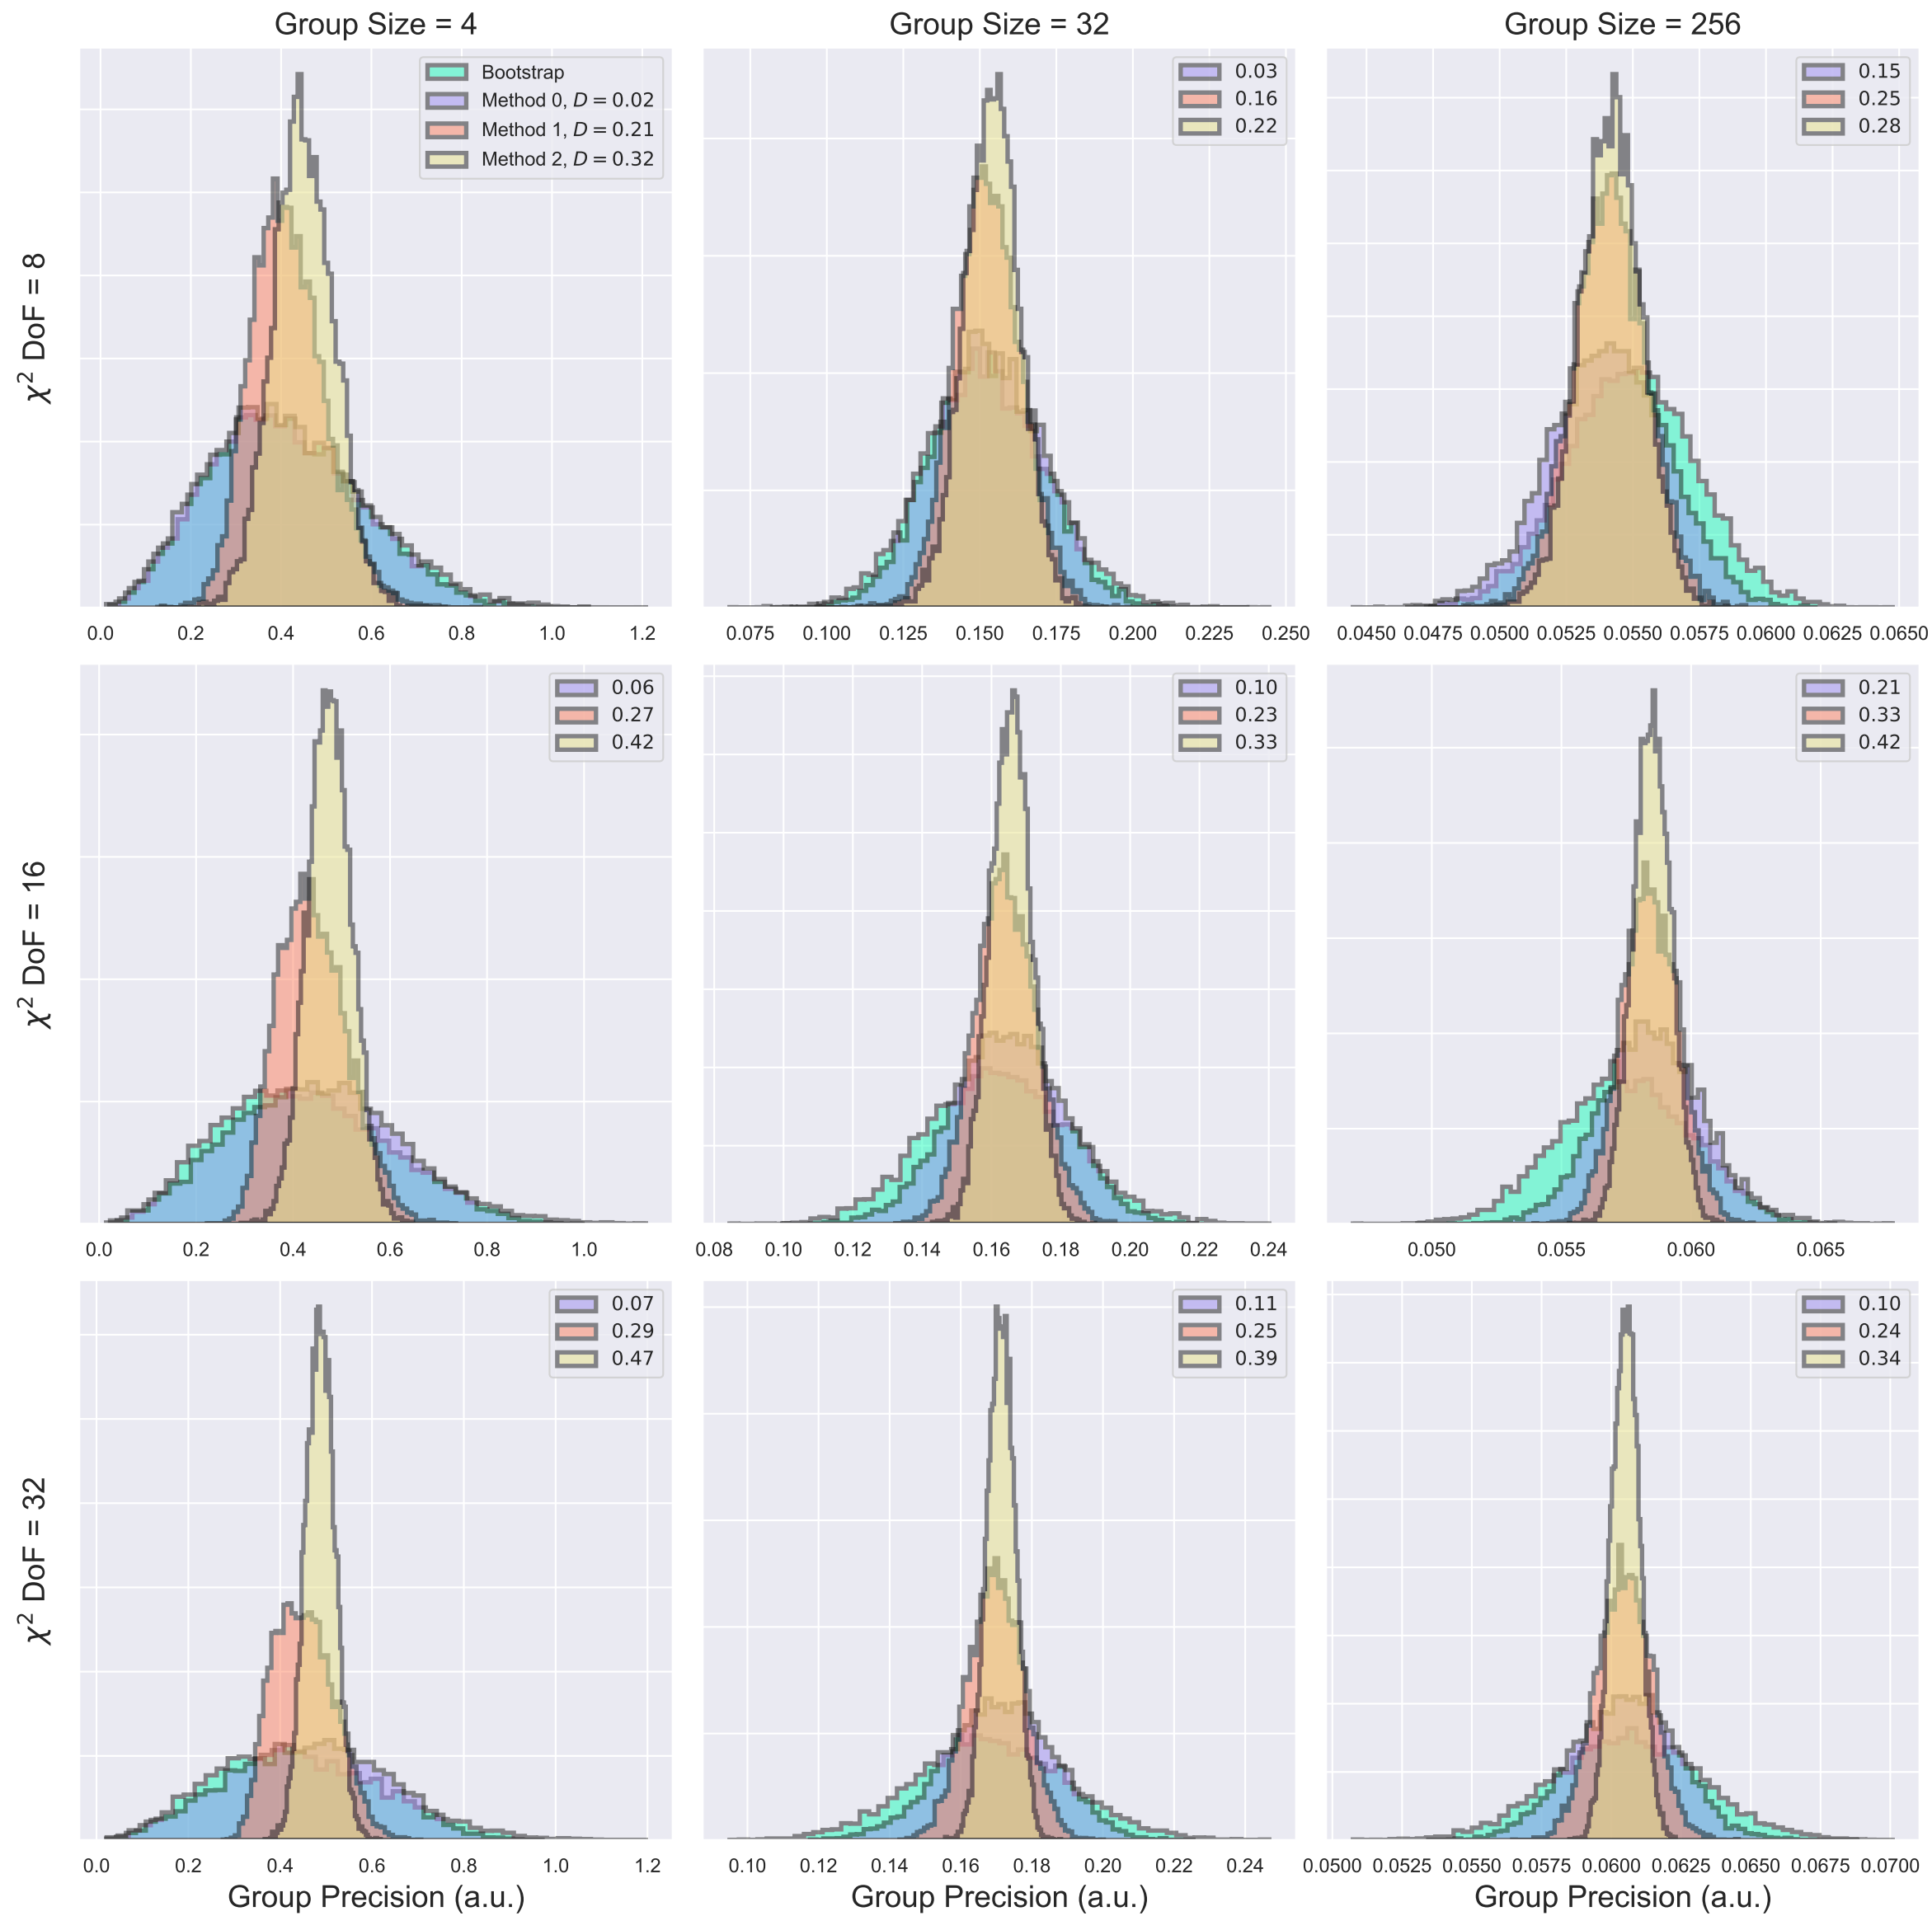 Group Size = 4
Group Size = 32
Group Size = 256
χ² DoF = 8
Bootstrap
Method 0, D = 0.02
Method 1, D = 0.21
Method 2, D = 0.32
0.03
0.16
0.22
0.15
0.25
0.28
0.0 0.2 0.4 0.6 0.8 1.0 1.2
0.075 0.100 0.125 0.150 0.175 0.200 0.225 0.250
0.0450 0.0475 0.0500 0.0525 0.0550 0.0575 0.0600 0.0625 0.0650
χ² DoF = 16
0.06
0.27
0.42
0.10
0.23
0.33
0.21
0.33
0.42
0.0 0.2 0.4 0.6 0.8 1.0
0.08 0.10 0.12 0.14 0.16 0.18 0.20 0.22 0.24
0.050 0.055 0.060 0.065
χ² DoF = 32
0.07
0.29
0.47
0.11
0.25
0.39
0.10
0.24
0.34
0.0 0.2 0.4 0.6 0.8 1.0 1.2
0.10 0.12 0.14 0.16 0.18 0.20 0.22 0.24
0.0500 0.0525 0.0550 0.0575 0.0600 0.0625 0.0650 0.0675 0.0700
Group Precision (a.u.)
Group Precision (a.u.)
Group Precision (a.u.)